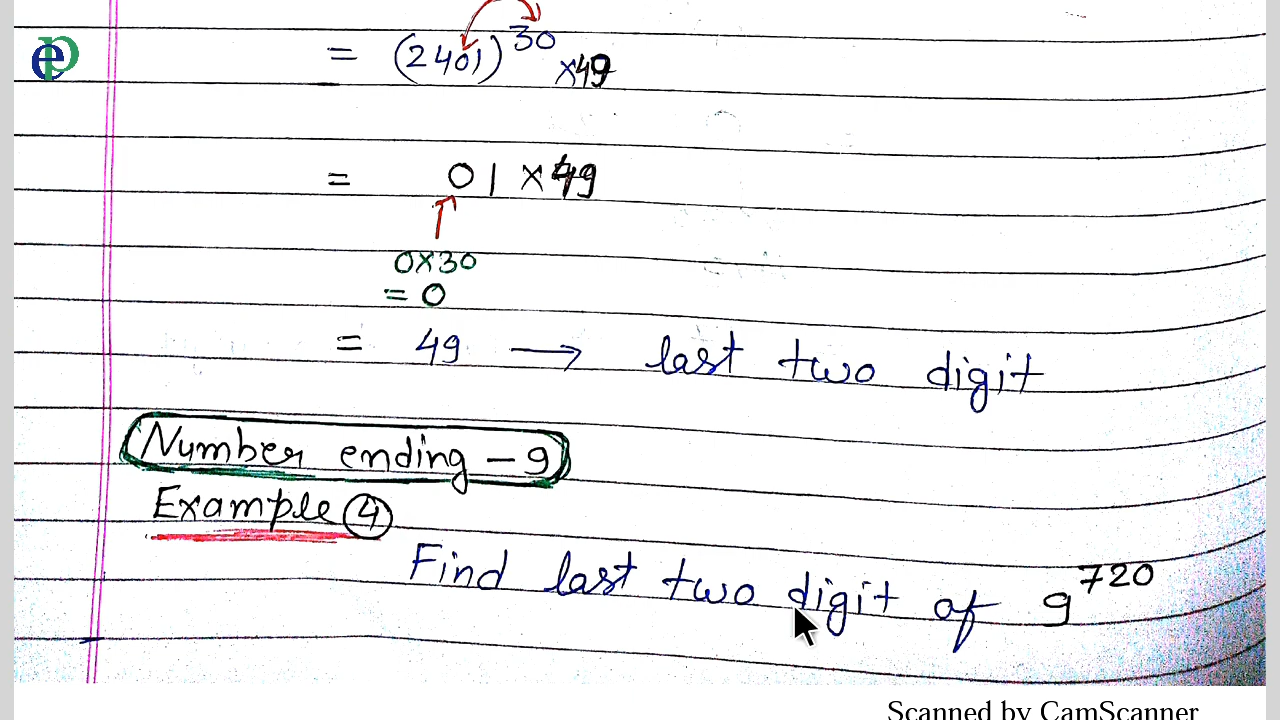 ep
= (2401)^30 ×49
= 01 ×49
0×30
= 0
= 49 → last two digit
Number ending – 9
Example ④
Find last two digit of 9^720
Scanned by CamScanner